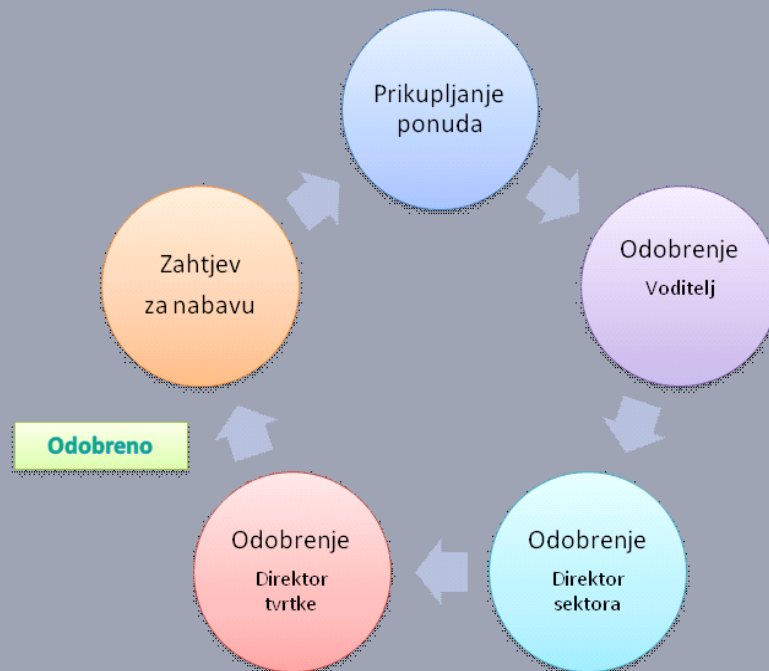 Prikupljanje
ponuda
Odobrenje
Voditelj
Odobrenje
Direktor
sektora
Odobrenje
Direktor
tvrtke
Odobreno
Zahtjev
za nabavu